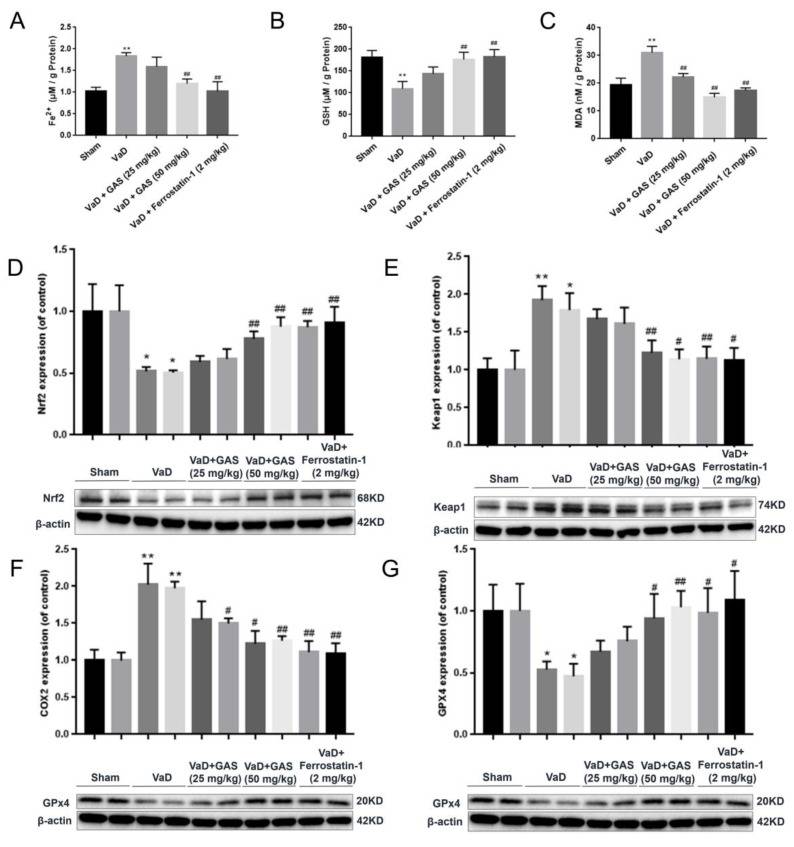 A
B
C
Fe2+
(μM / g Protein)
2.5
2.0
1.5
1.0
0.5
0.0
**
##
##
Sham
VaD
VaD + GAS (25 mg/kg)
VaD + GAS (50 mg/kg)
VaD + Ferrostatin-1 (2 mg/kg)
GSH (μM / g Protein)
250
200
150
100
50
0
**
##
##
Sham
VaD
VaD + GAS (25 mg/kg)
VaD + GAS (50 mg/kg)
VaD + Ferrostatin-1 (2 mg/kg)
MDA (nM / g Protein)
40
30
20
10
0
**
##
##
##
Sham
VaD
VaD + GAS (25 mg/kg)
VaD + GAS (50 mg/kg)
VaD + Ferrostatin-1 (2 mg/kg)
D
Nrf2 expression (of control)
1.5
1.0
0.5
0.0
* * ## ## ## ##
Sham VaD VaD+GAS (25 mg/kg) VaD+GAS (50 mg/kg) VaD+ Ferrostatin-1 (2 mg/kg)
Nrf2 68KD
β-actin 42KD
E
Keap1 expression (of control)
2.5
2.0
1.5
1.0
0.5
0.0
** * ## # ## #
Sham VaD VaD+GAS (25 mg/kg) VaD+GAS (50 mg/kg) VaD+ Ferrostatin-1 (2 mg/kg)
Keap1 74KD
β-actin 42KD
F
COX2 expression (of control)
2.5
2.0
1.5
1.0
0.5
0.0
** ** # # ## ## ##
Sham VaD VaD+GAS (25 mg/kg) VaD+GAS (50 mg/kg) VaD+ Ferrostatin-1 (2 mg/kg)
GPx4 20KD
β-actin 42KD
G
GPX4 expression (of control)
1.5
1.0
0.5
0.0
* * # ## # #
Sham VaD VaD+GAS (25 mg/kg) VaD+GAS (50 mg/kg) VaD+ Ferrostatin-1 (2 mg/kg)
GPx4 20KD
β-actin 42KD